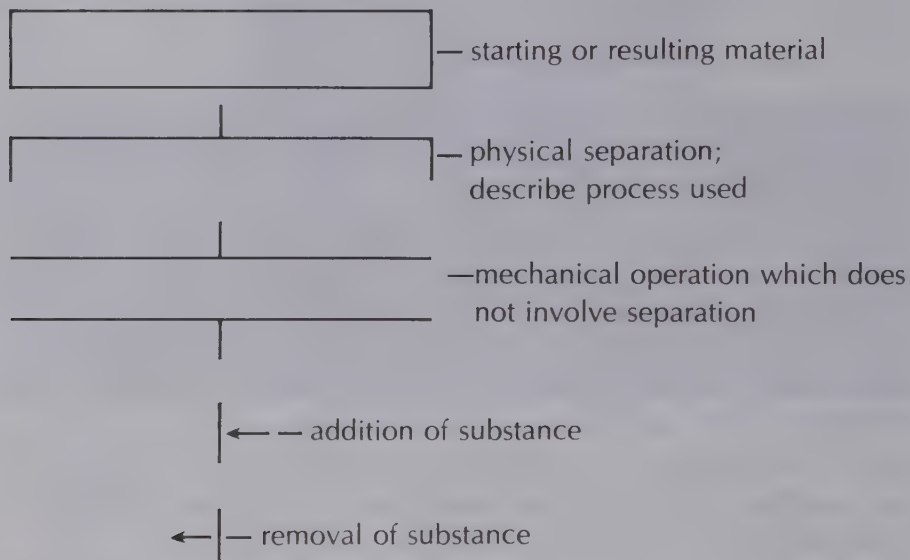 starting or resulting material
physical separation;
describe process used
mechanical operation which does
not involve separation
addition of substance
removal of substance